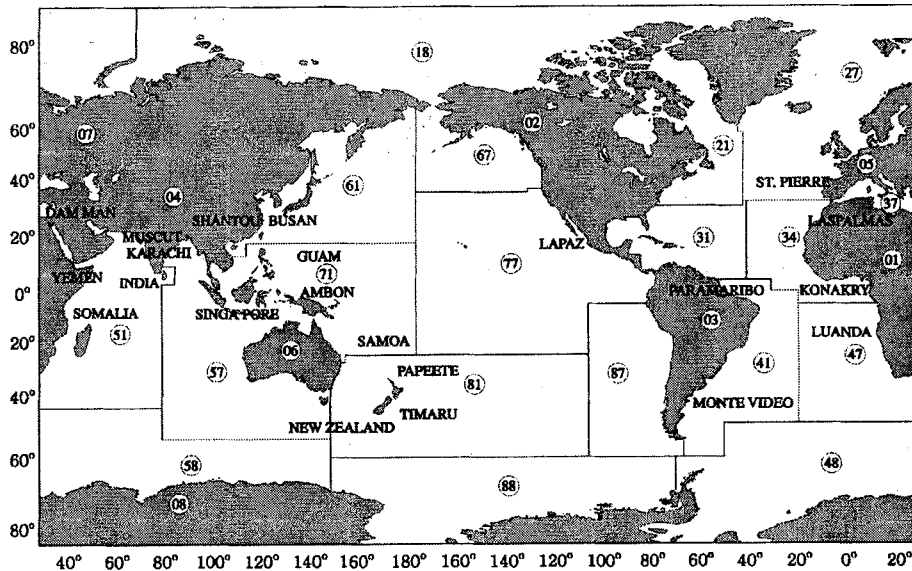 80°
18
27
60°
07
02
67
21
05
40°
04
61
ST. PIERRE
37
DAM MAN
SHANTOU BUSAN
LASPALMAS
20°
MUSCUT
KARACHI
LAPAZ
31
34
GUAM
77
01
YEMEN
INDIA
71
0°
AMBON
PARAMARIBO
KONAKRY
SOMALIA
SINGAPORE
03
51
SAMOA
LUANDA
20°
06
57
87
41
47
PAPEETE
81
40°
TIMARU
MONTE VIDEO
NEW ZEALAND
60°
58
88
48
08
80°
40° 60° 80° 100° 120° 140° 160° 180° 160° 140° 120° 100° 80° 60° 40° 20° 0° 20°